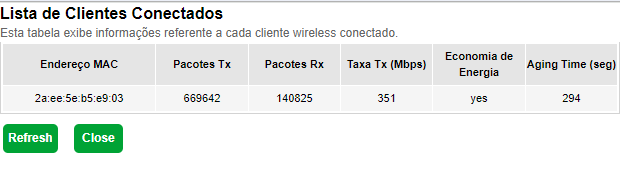 Lista de Clientes Conectados
Esta tabela exibe informações referente a cada cliente wireless conectado.
Endereço MAC Pacotes Tx Pacotes Rx Taxa Tx (Mbps) Economia de Energia Aging Time (seg)
2a:ee:5e:b5:e9:03 669642 140825 351 yes 294
Refresh Close